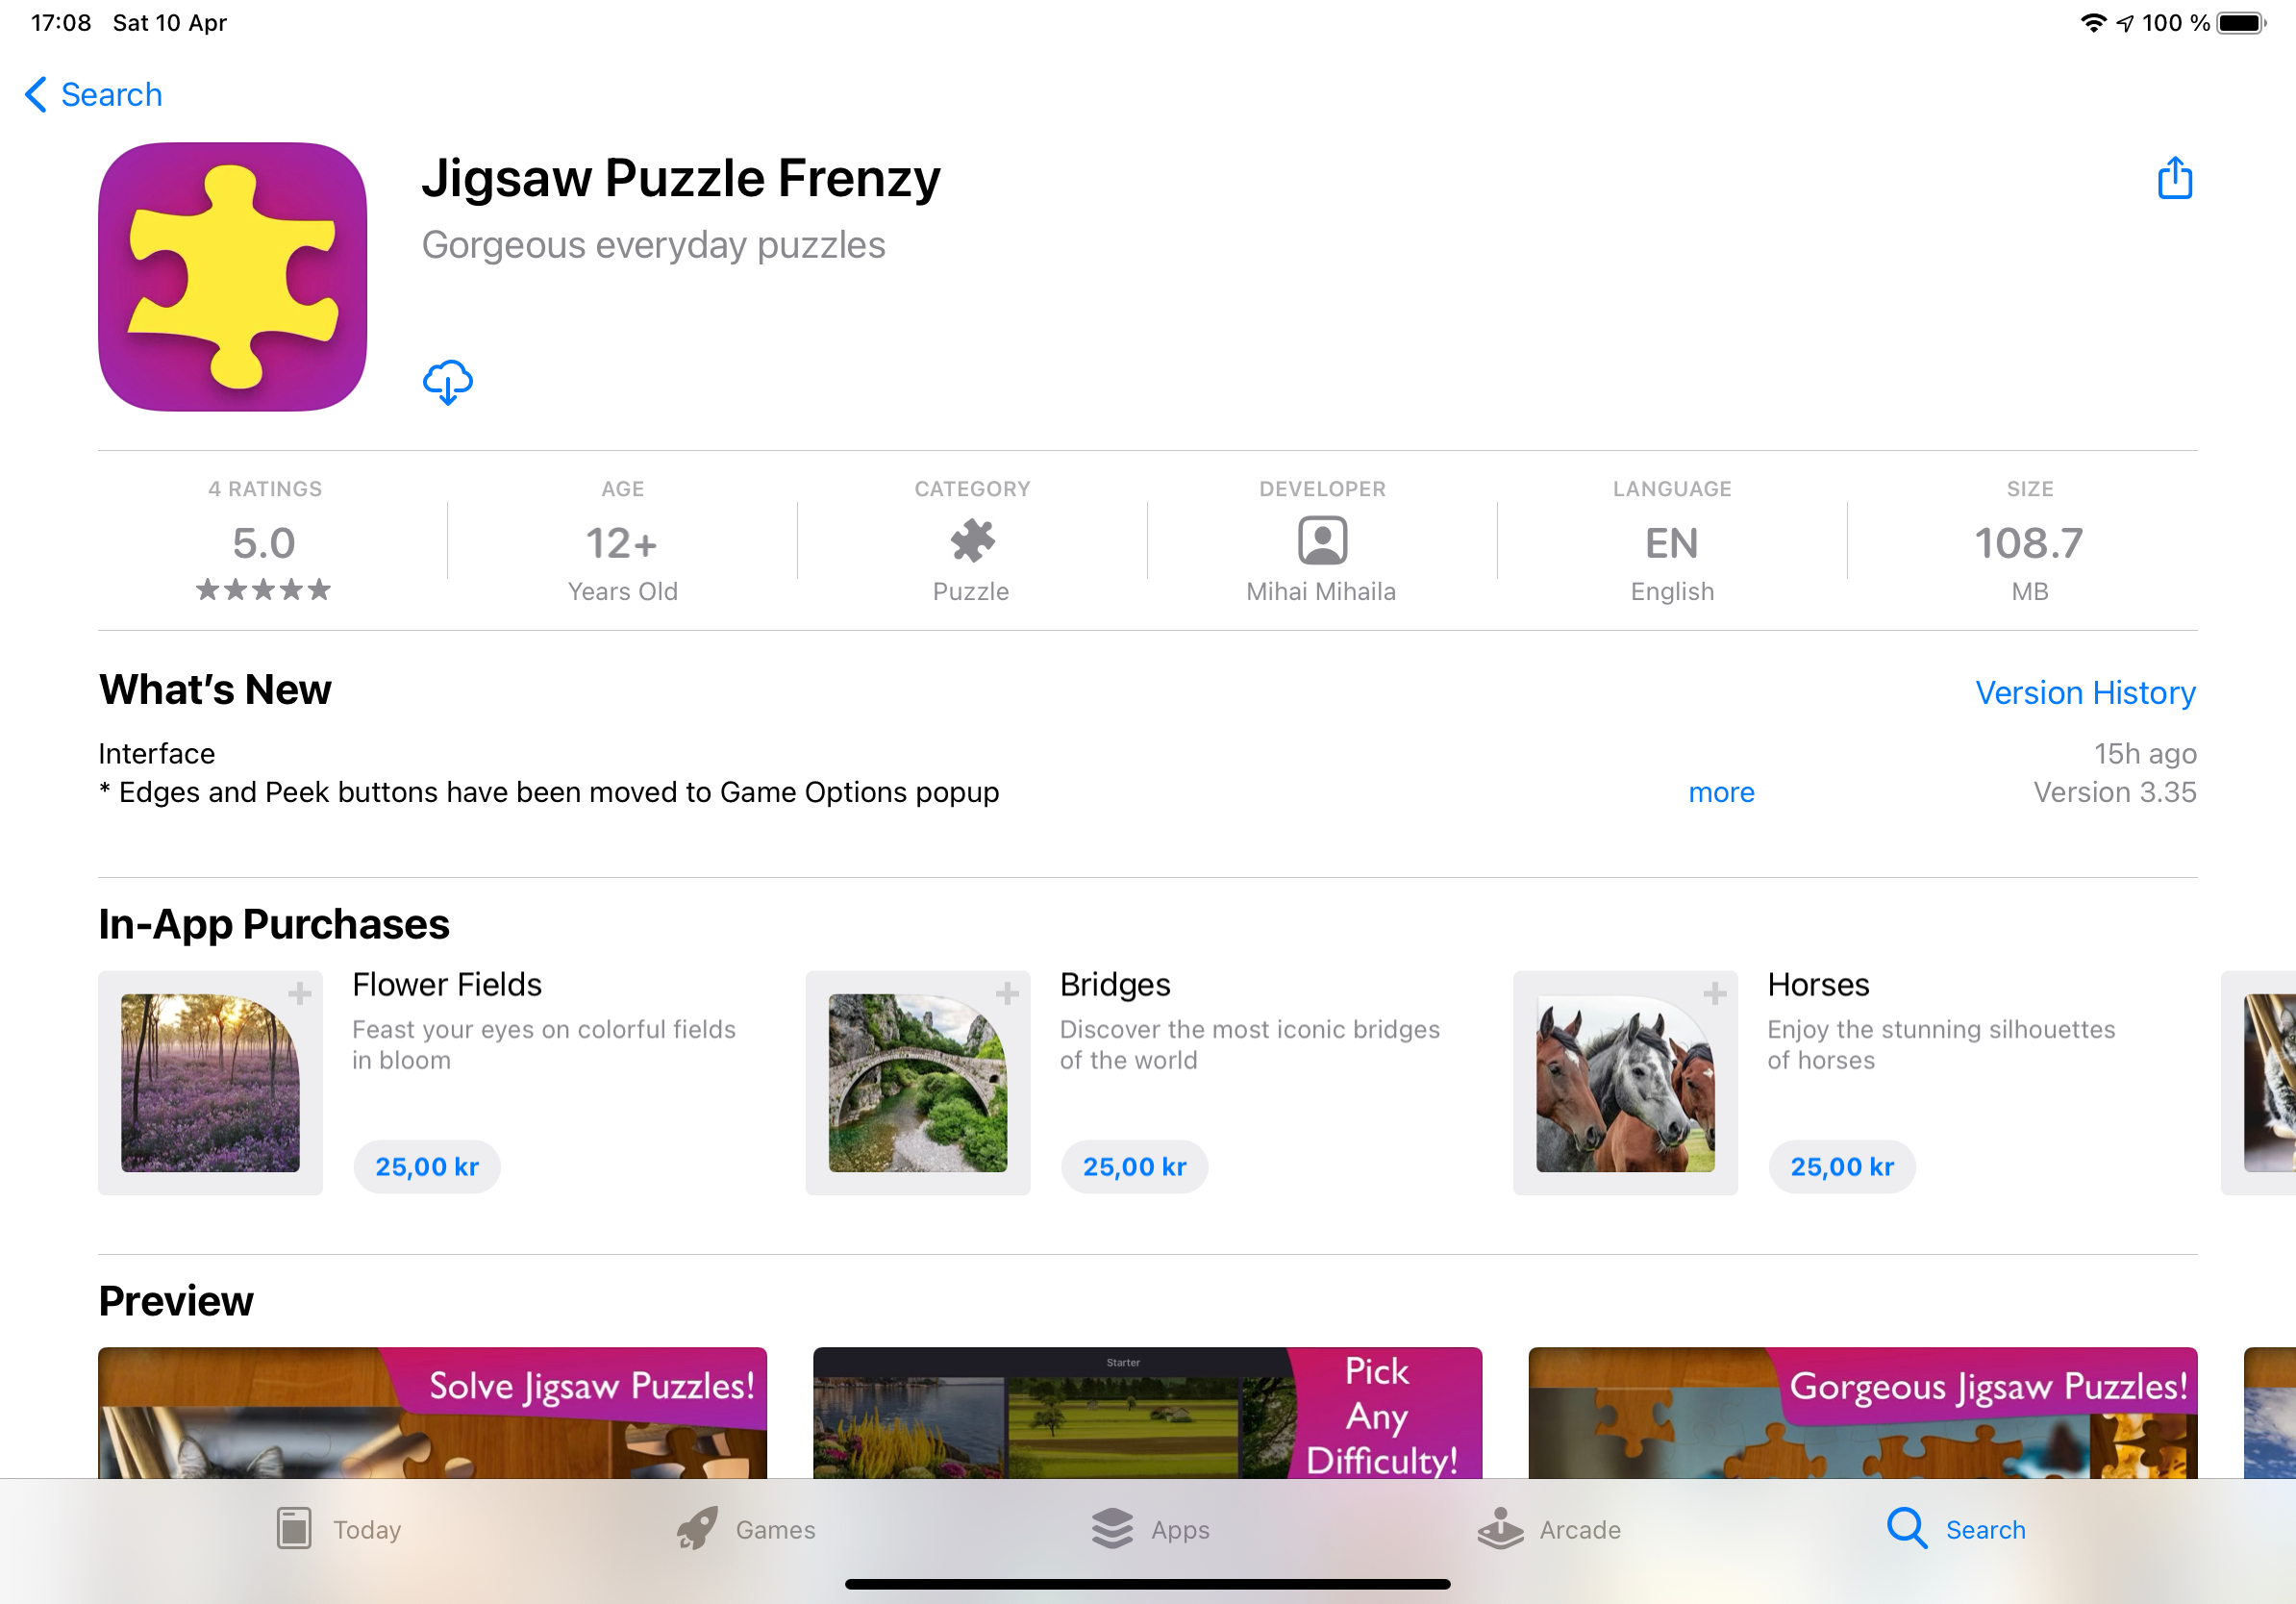 17:08 Sat 10 Apr
100 %
Search
Jigsaw Puzzle Frenzy
Gorgeous everyday puzzles
4 RATINGS
5.0
AGE
12+
Years Old
CATEGORY
Puzzle
DEVELOPER
Mihai Mihaila
LANGUAGE
EN
English
SIZE
108.7
MB
What’s New
Version History
Interface
15h ago
* Edges and Peek buttons have been moved to Game Options popup
more
Version 3.35
In-App Purchases
Flower Fields
Feast your eyes on colorful fields
in bloom
25,00 kr
Bridges
Discover the most iconic bridges
of the world
25,00 kr
Horses
Enjoy the stunning silhouettes
of horses
25,00 kr
Preview
Solve Jigsaw Puzzles!
Starter
Pick
Any
Difficulty!
Gorgeous Jigsaw Puzzles!
Today
Games
Apps
Arcade
Search